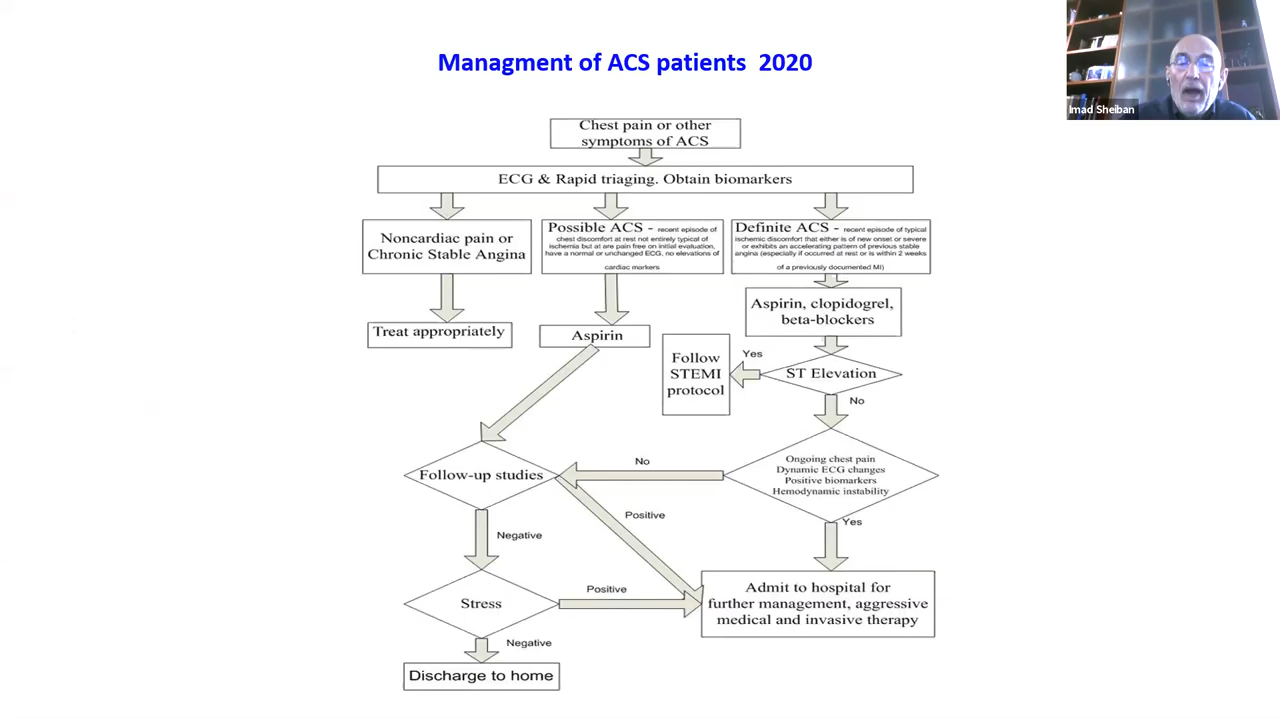 Managment of ACS patients 2020
Imad Sheiban
Chest pain or other
symptoms of ACS
ECG & Rapid triaging. Obtain biomarkers
Noncardiac pain or
Chronic Stable Angina
Possible ACS - recent episode of
chest discomfort at rest not entirely typical of
ischemia but at are pain free on initial evaluation,
have a normal or unchanged ECG, no elevations of
cardiac markers
Definite ACS - recent episode of typical
ischemic discomfort that either is of new onset or severe
or exhibits an accelerating pattern of previous stable
angina (especially if occurred at rest or is within 2 weeks
of a previously documented MI)
Treat appropriately
Aspirin
Aspirin, clopidogrel,
beta-blockers
Follow
STEMI
protocol
Yes
ST Elevation
No
Follow-up studies
No
Ongoing chest pain
Dynamic ECG changes
Positive biomarkers
Hemodynamic instability
Positive
Yes
Negative
Stress
Positive
Admit to hospital for
further management, aggressive
medical and invasive therapy
Negative
Discharge to home